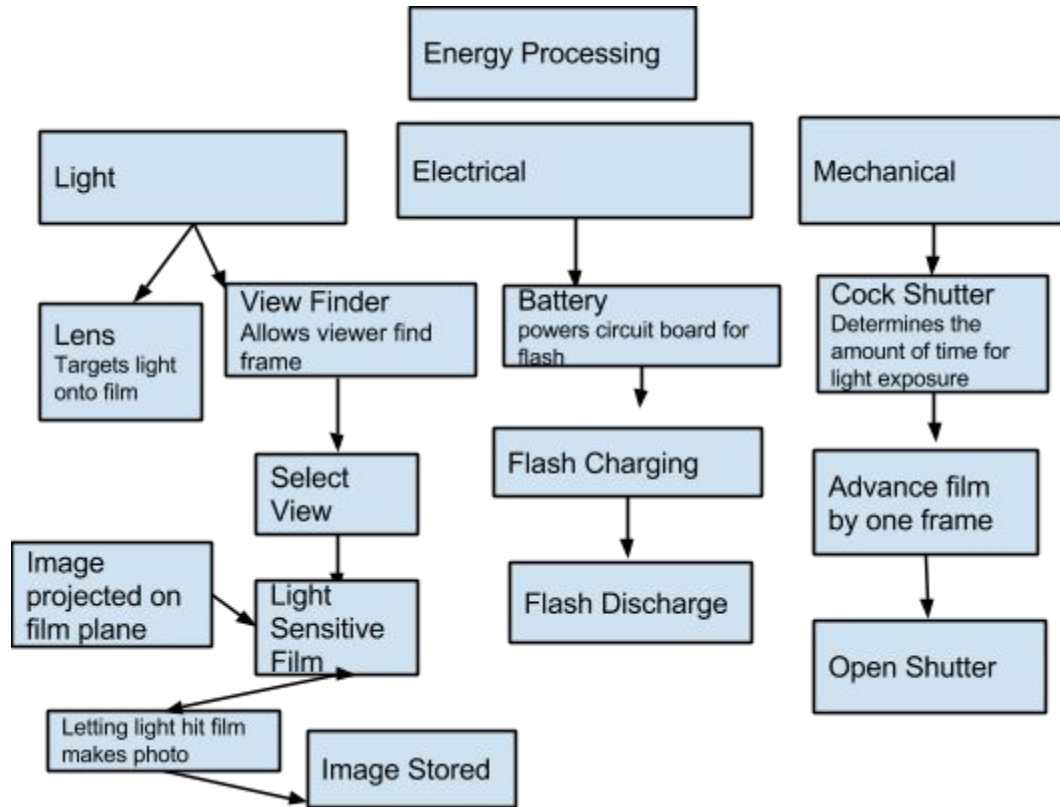 Energy Processing
Light
Electrical
Mechanical
Lens
Targets light
onto film
View Finder
Allows viewer find
frame
Battery
powers circuit board for
flash
Cock Shutter
Determines the
amount of time for
light exposure
Select
View
Flash Charging
Advance film
by one frame
Image
projected on
film plane
Light
Sensitive
Film
Flash Discharge
Open Shutter
Letting light hit film
makes photo
Image Stored